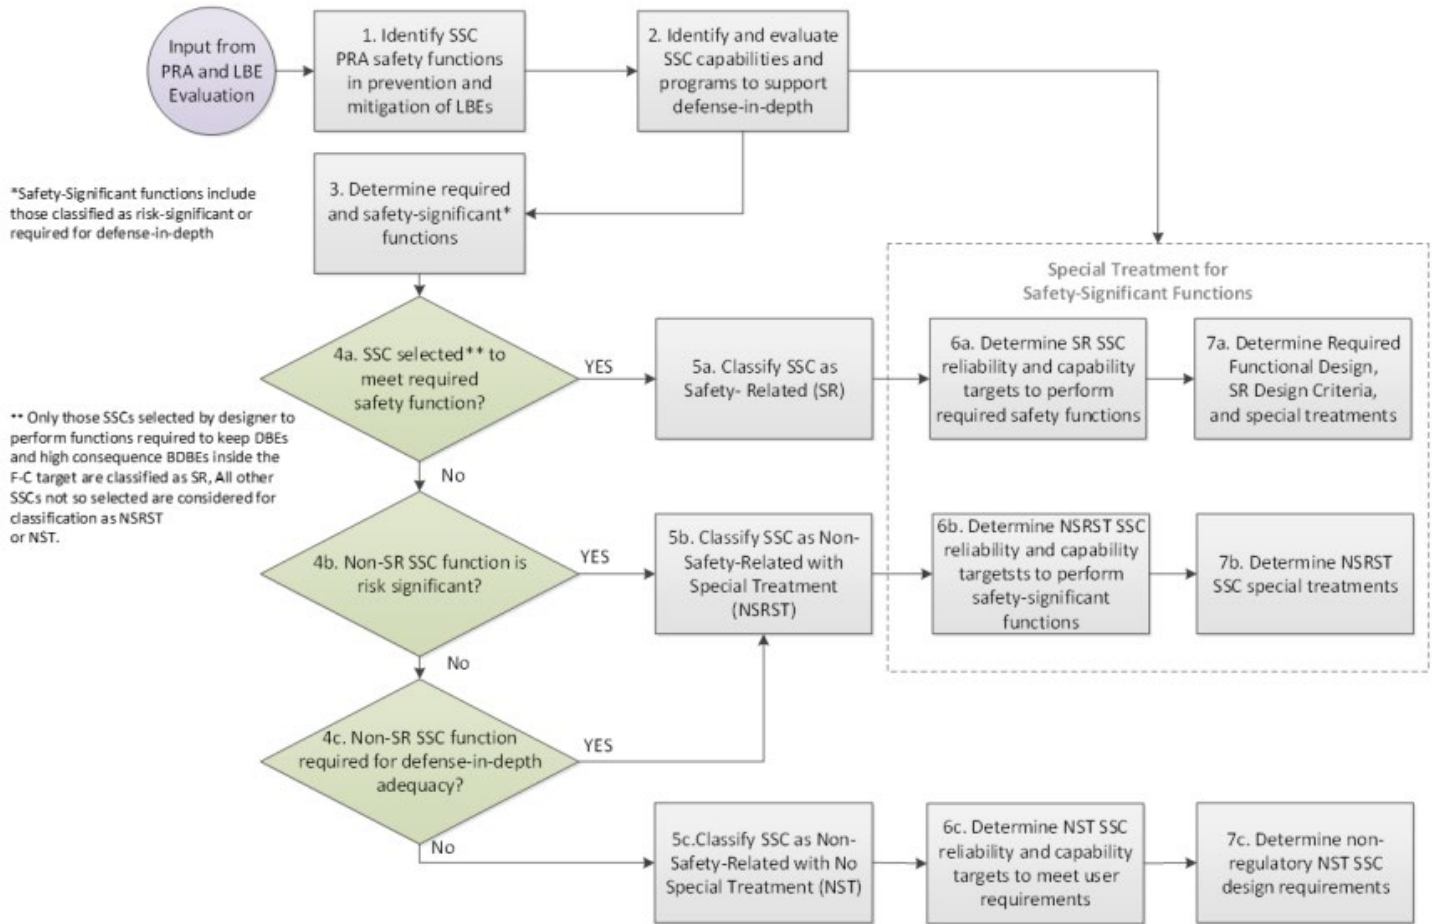 Input from
PRA and LBE
Evaluation
1. Identify SSC
PRA safety functions
in prevention and
mitigation of LBEs
2. Identify and evaluate
SSC capabilities and
programs to support
defense-in-depth
*Safety-Significant functions include
those classified as risk-significant or
required for defense-in-depth
3. Determine required
and safety-significant*
functions
Special Treatment for
Safety-Significant Functions
4a. SSC selected** to
meet required
safety function?
YES
5a. Classify SSC as
Safety- Related (SR)
6a. Determine SR SSC
reliability and capability
targets to perform
required safety functions
7a. Determine Required
Functional Design,
SR Design Criteria,
and special treatments
** Only those SSCs selected by designer to
perform functions required to keep DBEs
and high consequence BDBEs inside the
F-C target are classified as SR, All other
SSCs not so selected are considered for
classification as NSRST
or NST.
No
4b. Non-SR SSC function is
risk significant?
YES
5b. Classify SSC as Non-
Safety-Related with
Special Treatment
(NSRST)
6b. Determine NSRST SSC
reliability and capability
targetsts to perform
safety-significant
functions
7b. Determine NSRST
SSC special treatments
No
4c. Non-SR SSC function
required for defense-in-depth
adequacy?
YES
No
5c.Classify SSC as Non-
Safety-Related with No
Special Treatment (NST)
6c. Determine NST SSC
reliability and capability
targets to meet user
requirements
7c. Determine non-
regulatory NST SSC
design requirements